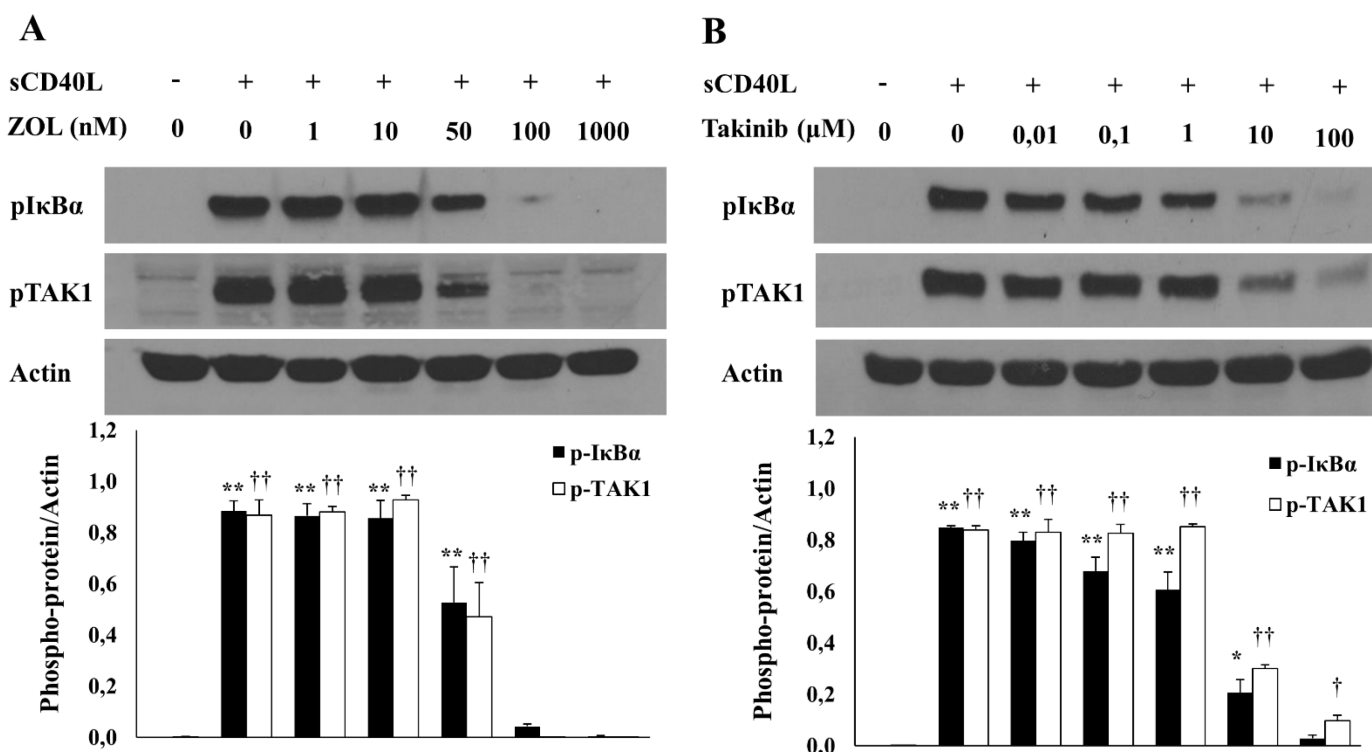 A
sCD40L - + + + + + +
ZOL (nM) 0 0 1 10 50 100 1000
pIκBα
pTAK1
Actin
Phospho-protein/Actin
1,2
1,0
0,8
0,6
0,4
0,2
0,0
p-IκBα
p-TAK1
** †† ** †† ** †† ** ††
B
sCD40L - + + + + + +
Takinib (µM) 0 0 0,01 0,1 1 10 100
pIκBα
pTAK1
Actin
Phospho-protein/Actin
1,2
1,0
0,8
0,6
0,4
0,2
0,0
p-IκBα
p-TAK1
** †† ** †† ** †† ** †† * †† †